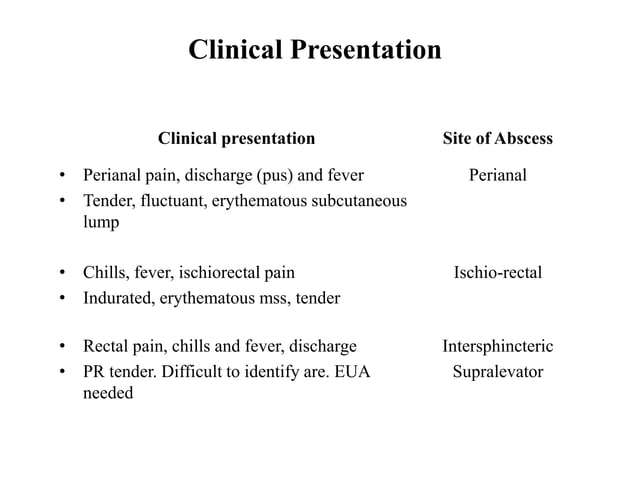 Clinical Presentation
Clinical presentation Site of Abscess
• Perianal pain, discharge (pus) and fever Perianal
• Tender, fluctuant, erythematous subcutaneous
lump
• Chills, fever, ischiorectal pain Ischio-rectal
• Indurated, erythematous mss, tender
• Rectal pain, chills and fever, discharge Intersphincteric
• PR tender. Difficult to identify are. EUA Supralevator
needed